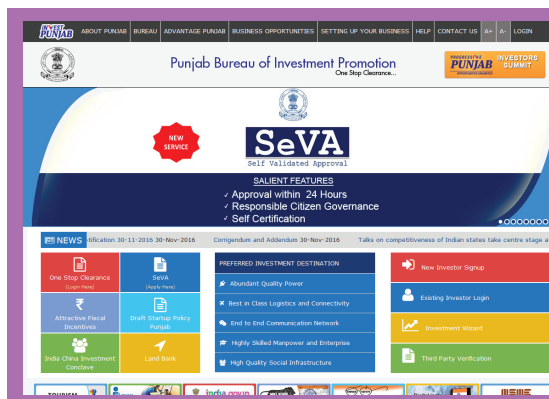 INVEST PUNJAB ABOUT PUNJAB BUREAU ADVANTAGE PUNJAB BUSINESS OPPORTUNITIES SETTING UP YOUR BUSINESS HELP CONTACT US A+ A- LOGIN
Punjab Bureau of Investment Promotion
One Stop Clearance...
PROGRESSIVE PUNJAB INVESTORS SUMMIT
NEW SERVICE
SeVA
Self Validated Approval
SALIENT FEATURES
✓ Approval within 24 Hours
✓ Responsible Citizen Governance
✓ Self Certification
NEWS tification 30-11-2016 30-Nov-2016 Corrigendum and Addendum 30-Nov-2016 Talks on competitiveness of Indian states take centre stage a
One Stop Clearance
(Login Here)
SeVA
(Apply Here)
Attractive Fiscal
Incentives
Draft Startup Policy
Punjab
India China Investment
Conclave
Land Bank
PREFERRED INVESTMENT DESTINATION
Abundant Quality Power
Best in Class Logistics and Connectivity
End to End Communication Network
Highly Skilled Manpower and Enterprise
High Quality Social Infrastructure
New Investor Signup
Existing Investor Login
Investment Wizard
Third Party Verification